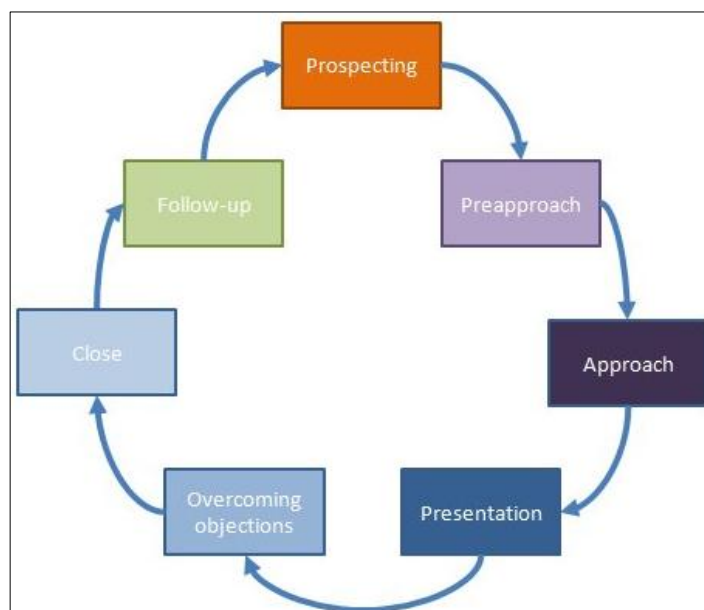 Prospecting
Preapproach
Approach
Presentation
Overcoming
objections
Close
Follow-up